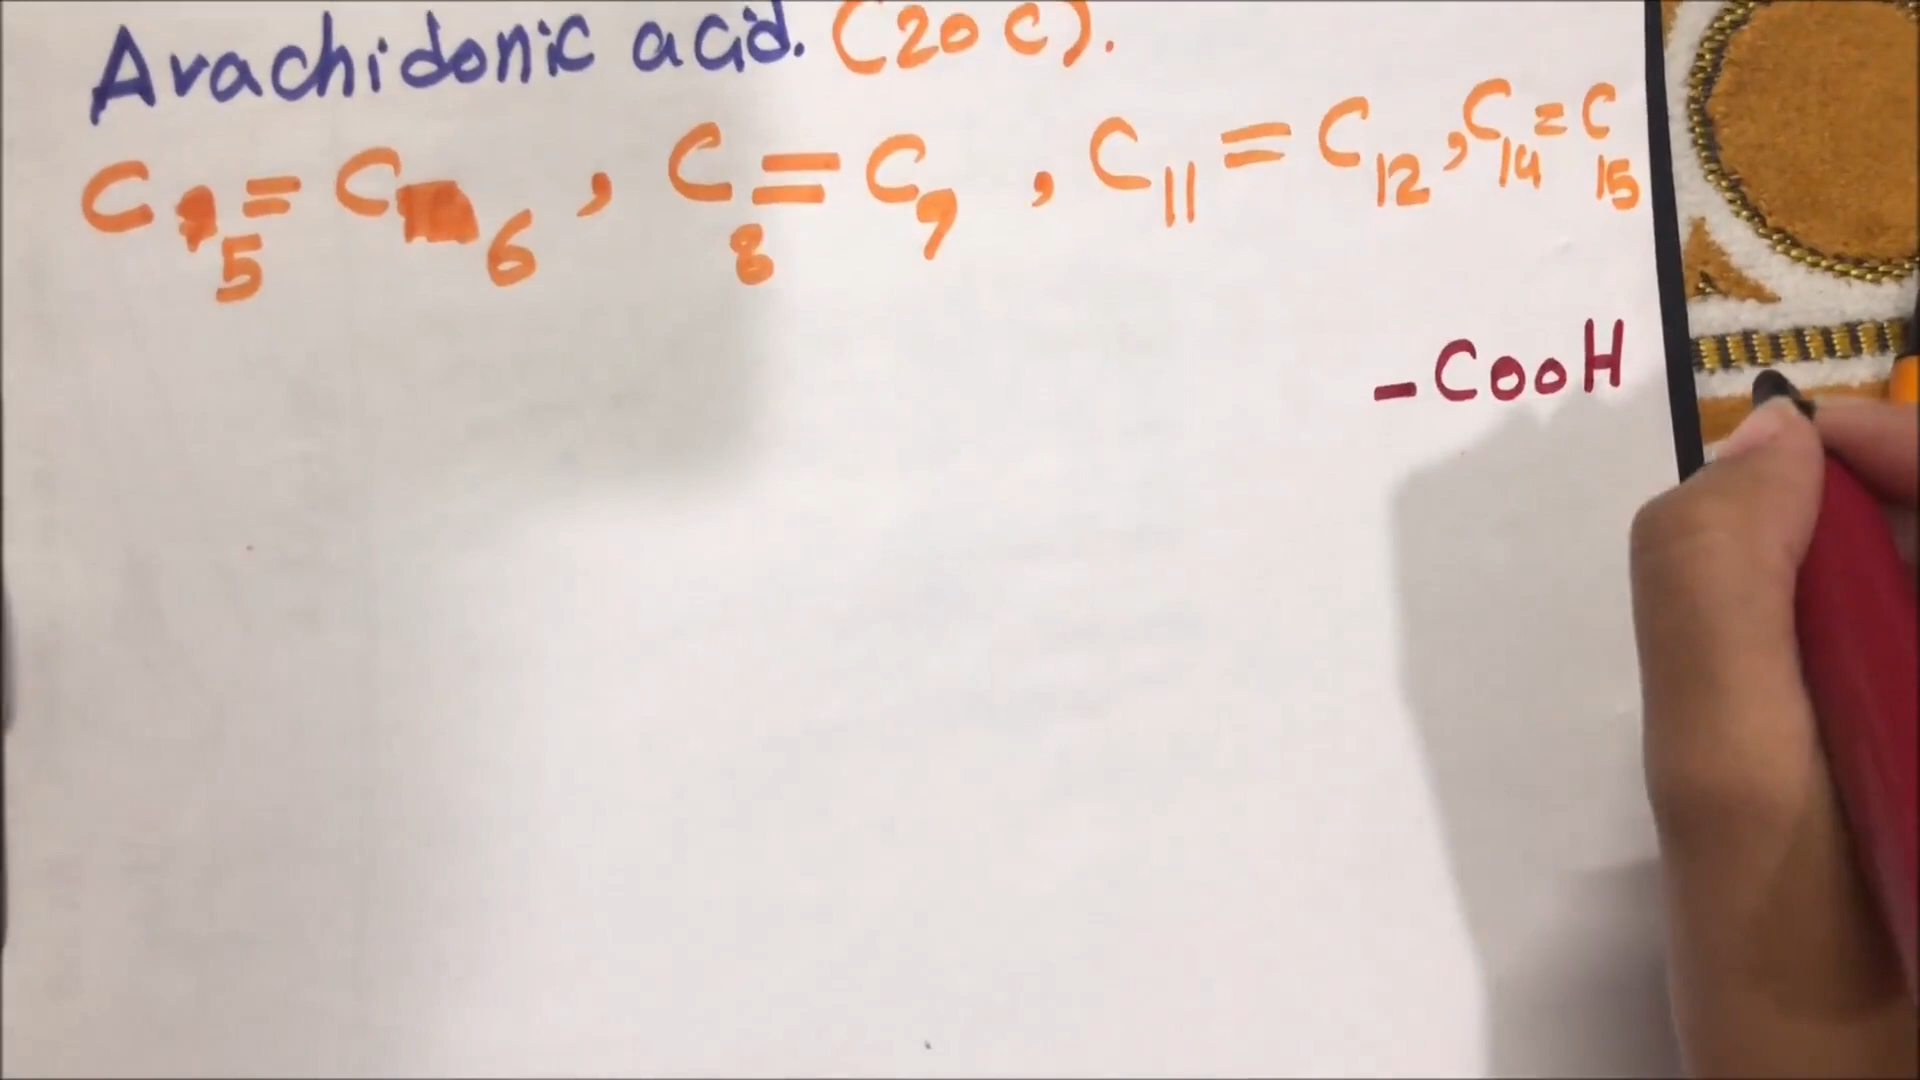 Arachidonic acid. (20 C).
C5 = C6 , C8 = C9 , C11 = C12 , C14 = C15
- COOH